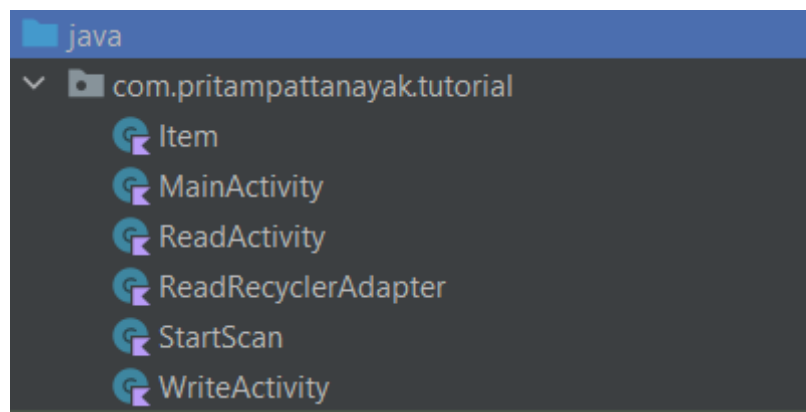 java
com.pritampattanayak.tutorial
Item
MainActivity
ReadActivity
ReadRecyclerAdapter
StartScan
WriteActivity